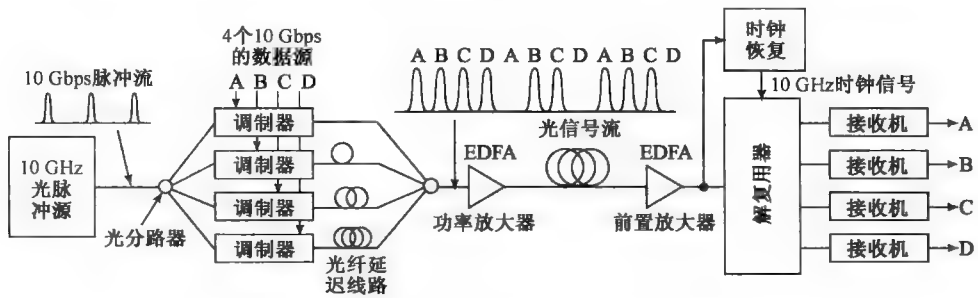 4个10 Gbps
的数据源
A B C D
10 Gbps脉冲流
10 GHz
光脉
冲源
光分路器
调制器
调制器
调制器
调制器
光纤延
迟线路
A B C D A B C D A B C D
光信号流
EDFA
功率放大器
EDFA
前置放大器
时钟
恢复
10 GHz时钟信号
解复用器
接收机
A
接收机
B
接收机
C
接收机
D